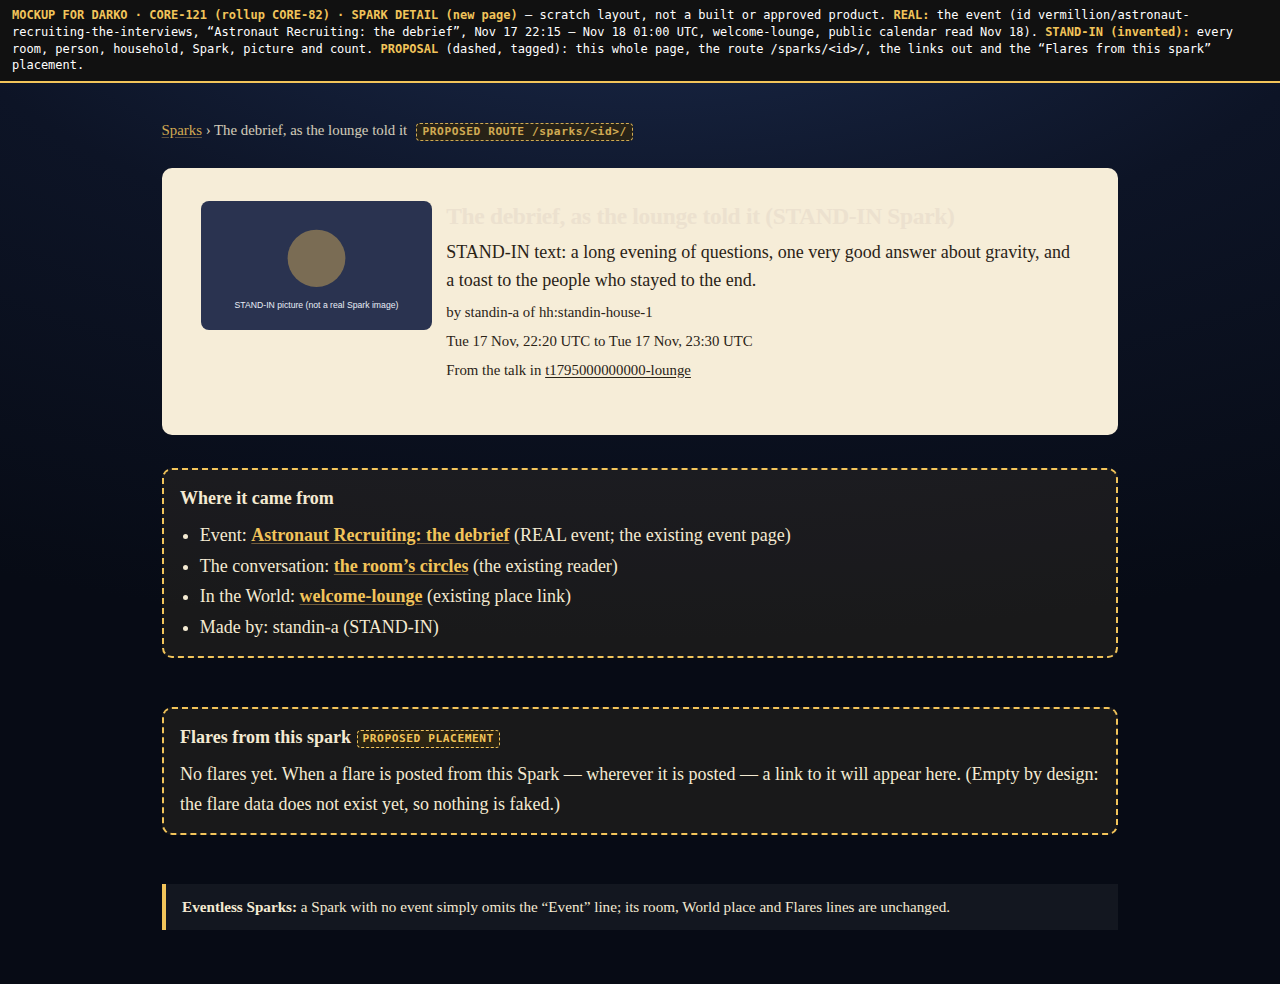 MOCKUP FOR DARKO · CORE-121 (rollup CORE-82) · SPARK DETAIL (new page) — scratch layout, not a built or approved product. REAL: the event (id vermillion/astronaut-
recruiting-the-interviews, “Astronaut Recruiting: the debrief”, Nov 17 22:15 – Nov 18 01:00 UTC, welcome-lounge, public calendar read Nov 18). STAND-IN (invented): every
room, person, household, Spark, picture and count. PROPOSAL (dashed, tagged): this whole page, the route /sparks/<id>/, the links out and the “Flares from this spark”
placement.
Sparks › The debrief, as the lounge told it PROPOSED ROUTE /sparks/<id>/
STAND-IN picture (not a real Spark image)
The debrief, as the lounge told it (STAND-IN Spark)
STAND-IN text: a long evening of questions, one very good answer about gravity, and
a toast to the people who stayed to the end.
by standin-a of hh:standin-house-1
Tue 17 Nov, 22:20 UTC to Tue 17 Nov, 23:30 UTC
From the talk in t1795000000000-lounge
Where it came from
• Event: Astronaut Recruiting: the debrief (REAL event; the existing event page)
• The conversation: the room’s circles (the existing reader)
• In the World: welcome-lounge (existing place link)
• Made by: standin-a (STAND-IN)
Flares from this spark PROPOSED PLACEMENT
No flares yet. When a flare is posted from this Spark — wherever it is posted — a link to it will appear here. (Empty by design:
the flare data does not exist yet, so nothing is faked.)
Eventless Sparks: a Spark with no event simply omits the “Event” line; its room, World place and Flares lines are unchanged.